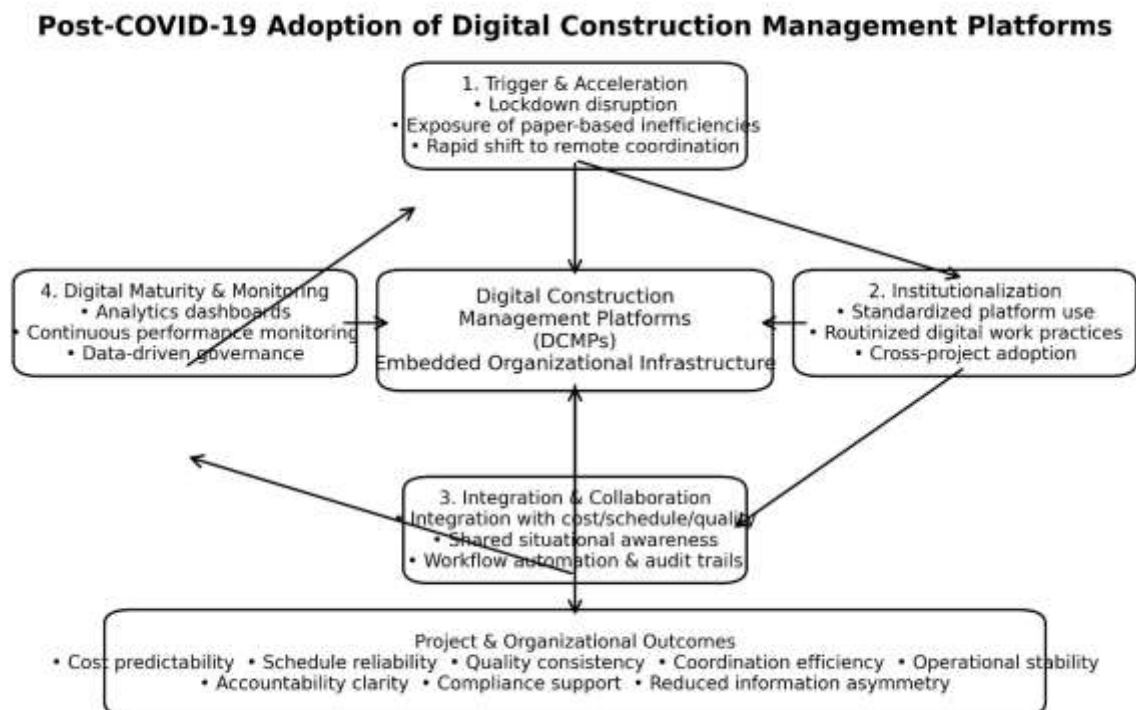 Post-COVID-19 Adoption of Digital Construction Management Platforms
1. Trigger & Acceleration
• Lockdown disruption
• Exposure of paper-based inefficiencies
• Rapid shift to remote coordination
4. Digital Maturity & Monitoring
• Analytics dashboards
• Continuous performance monitoring
• Data-driven governance
Digital Construction
Management Platforms
(DCMPs)
Embedded Organizational Infrastructure
2. Institutionalization
• Standardized platform use
• Routinized digital work practices
• Cross-project adoption
3. Integration & Collaboration
• Integration with cost/schedule/quality
• Shared situational awareness
• Workflow automation & audit trails
Project & Organizational Outcomes
• Cost predictability • Schedule reliability • Quality consistency • Coordination efficiency • Operational stability
• Accountability clarity • Compliance support • Reduced information asymmetry